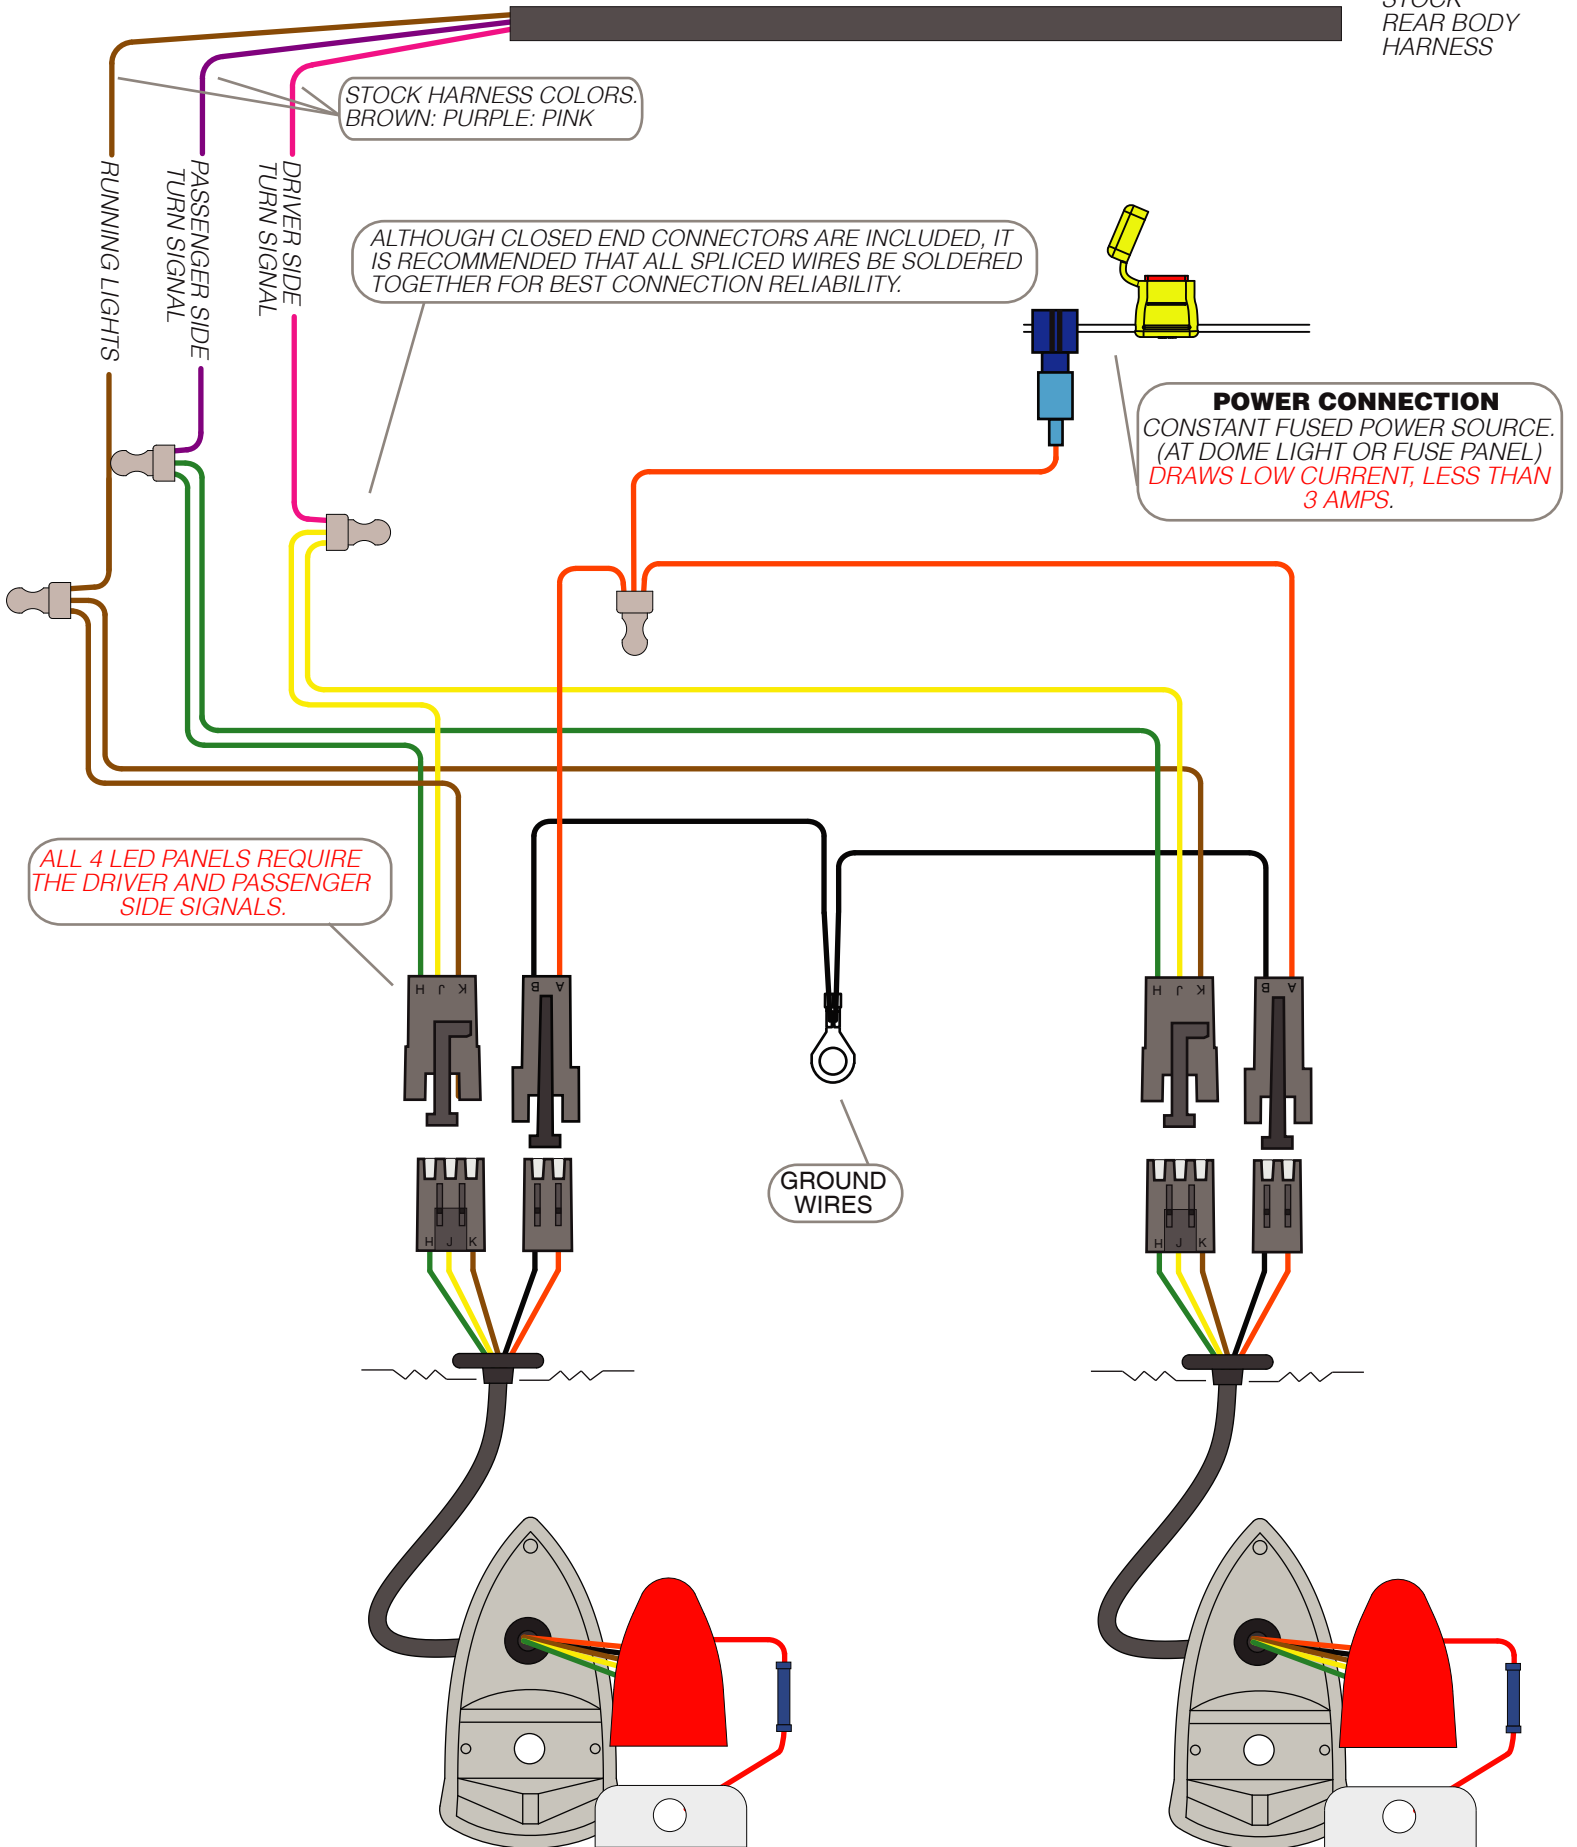 STOCK
REAR BODY
HARNESS
STOCK HARNESS COLORS.
BROWN: PURPLE: PINK
RUNNING LIGHTS
PASSENGER SIDE
TURN SIGNAL
DRIVER SIDE
TURN SIGNAL
ALTHOUGH CLOSED END CONNECTORS ARE INCLUDED, IT
IS RECOMMENDED THAT ALL SPLICED WIRES BE SOLDERED
TOGETHER FOR BEST CONNECTION RELIABILITY.
POWER CONNECTION
CONSTANT FUSED POWER SOURCE.
(AT DOME LIGHT OR FUSE PANEL)
DRAWS LOW CURRENT, LESS THAN
3 AMPS.
ALL 4 LED PANELS REQUIRE
THE DRIVER AND PASSENGER
SIDE SIGNALS.
H J K
B A
H J K
B A
GROUND
WIRES
H J K
H J K